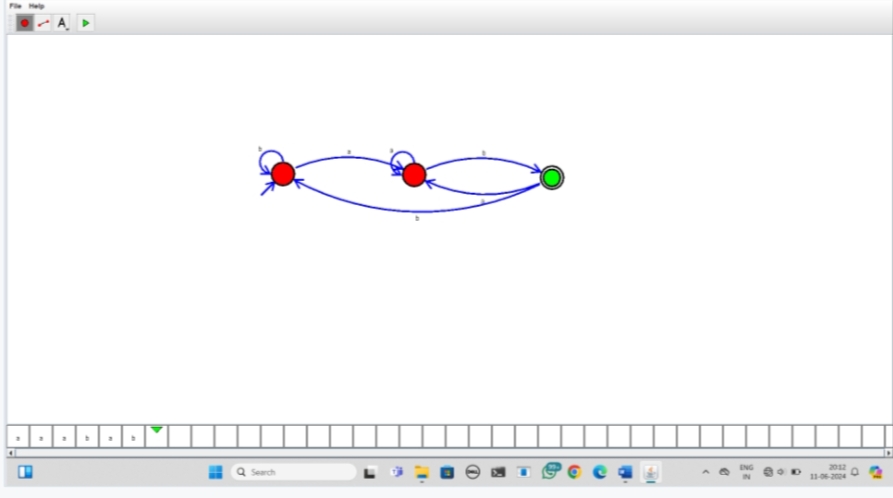 File Help
A
b
a
a
b
a
b
a a a b a b
Search
99+
ENG
IN
20:12
11-06-2024